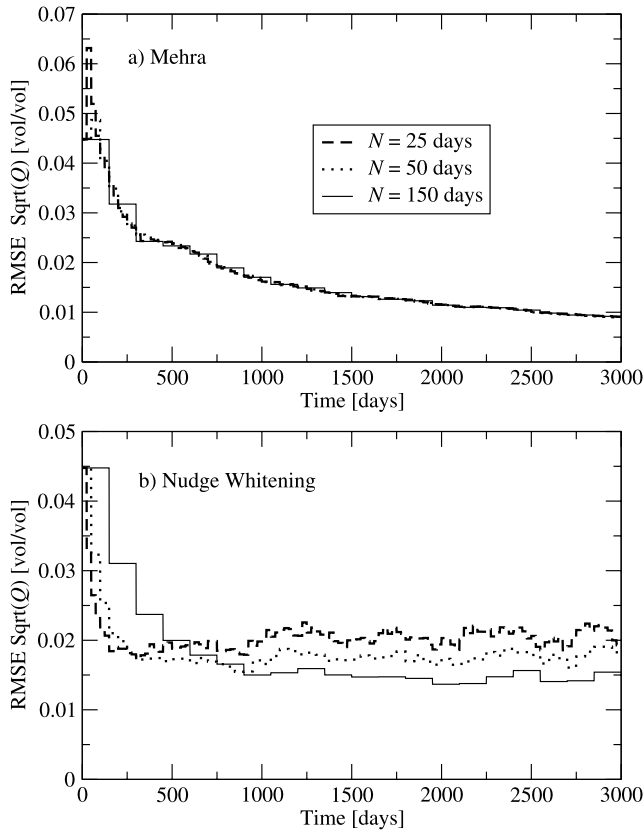 0.07
0.06
0.05
0.04
0.03
0.02
0.01
0
RMSE Sqrt(Q) [vol/vol]
a) Mehra
N = 25 days
N = 50 days
N = 150 days
0 500 1000 1500 2000 2500 3000
Time [days]
0.05
0.04
0.03
0.02
0.01
0
RMSE Sqrt(Q) [vol/vol]
b) Nudge Whitening
0 500 1000 1500 2000 2500 3000
Time [days]